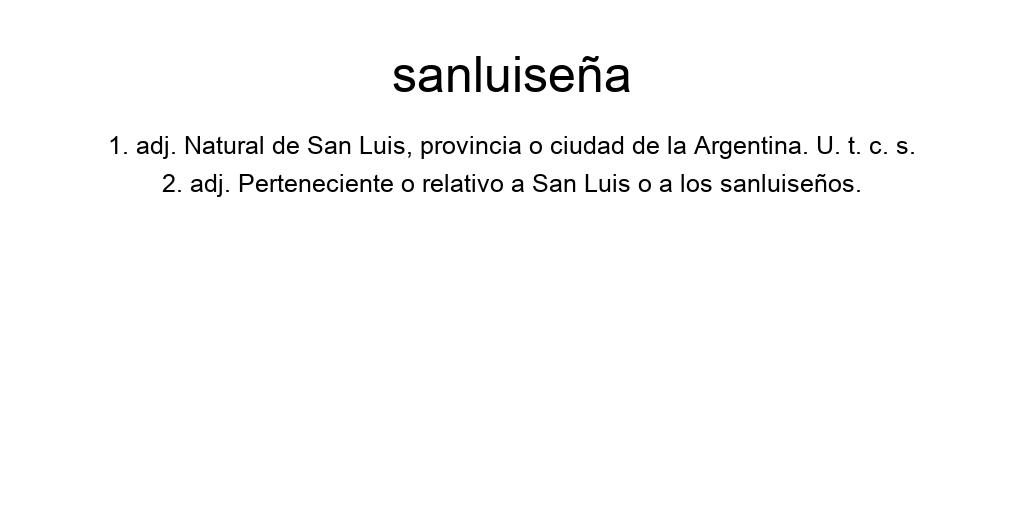 sanluiseña
1. adj. Natural de San Luis, provincia o ciudad de la Argentina. U. t. c. s.
2. adj. Perteneciente o relativo a San Luis o a los sanluiseños.